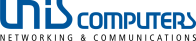 unis COMPUTERS
NETWORKING & COMMUNICATIONS